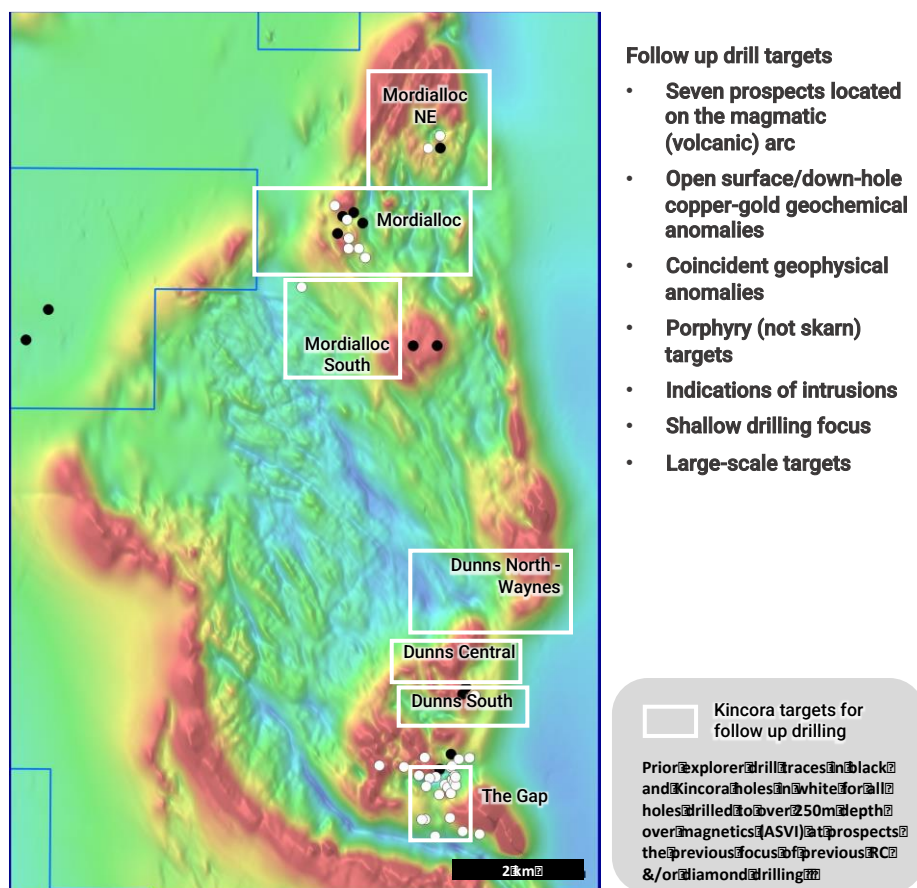 Mordialloc
NE
Mordialloc
Mordialloc
South
Dunns North -
Waynes
Dunns Central
Dunns South
The Gap
2 km
Follow up drill targets
• Seven prospects located
on the magmatic
(volcanic) arc
• Open surface/down-hole
copper-gold geochemical
anomalies
• Coincident geophysical
anomalies
• Porphyry (not skarn)
targets
• Indications of intrusions
• Shallow drilling focus
• Large-scale targets
Kincora targets for
follow up drilling
Prior explorer drill traces in black
and Kincora holes in white for all
holes drilled to over 250m depth
over magnetics (ASVI) at prospects
the previous focus of previous RC
&/or diamond drilling